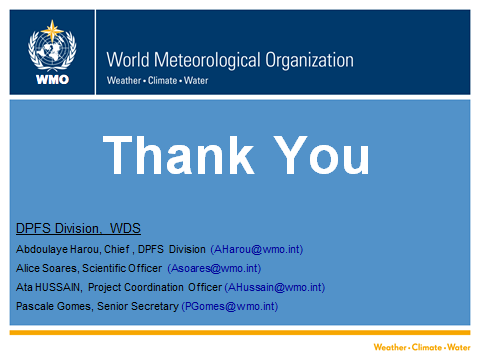 WMO
World Meteorological Organization
Weather • Climate • Water
Thank You
DPFS Division, WDS
Abdoulaye Harou, Chief , DPFS Division (AHarou@wmo.int)
Alice Soares, Scientific Officer (Asoares@wmo.int)
Ata HUSSAIN, Project Coordination Officer (AHussain@wmo.int)
Pascale Gomes, Senior Secretary (PGomes@wmo.int)
Weather • Climate • Water